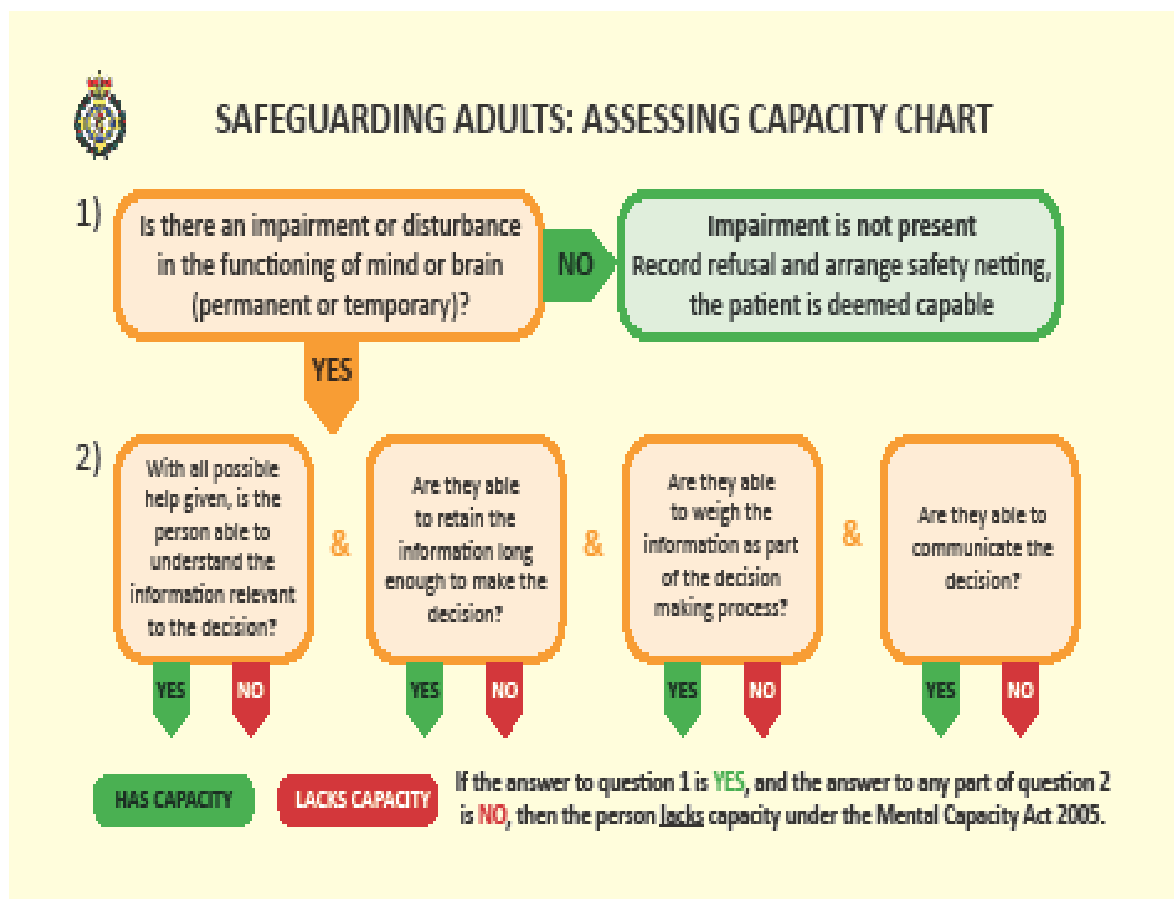 SAFEGUARDING ADULTS: ASSESSING CAPACITY CHART
1)
Is there an impairment or disturbance
in the functioning of mind or brain
(permanent or temporary)?
NO
Impairment is not present
Record refusal and arrange safety netting,
the patient is deemed capable
YES
2)
With all possible
help given, is the
person able to
understand the
information relevant
to the decision?
&
Are they able
to retain the
information long
enough to make the
decision?
&
Are they able
to weigh the
information as part
of the decision
making process?
&
Are they able to
communicate the
decision?
YES NO YES NO YES NO YES NO
HAS CAPACITY
LACKS CAPACITY
If the answer to question 1 is YES, and the answer to any part of question 2
is NO, then the person lacks capacity under the Mental Capacity Act 2005.